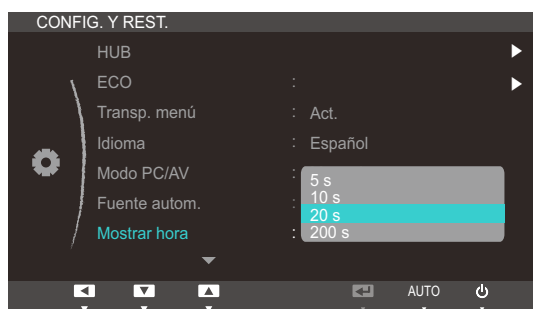 CONFIG. Y REST.
HUB
ECO :
Transp. menú : Act.
Idioma : Español
Modo PC/AV :
Fuente autom. :
Mostrar hora :
5 s
10 s
20 s
200 s
AUTO